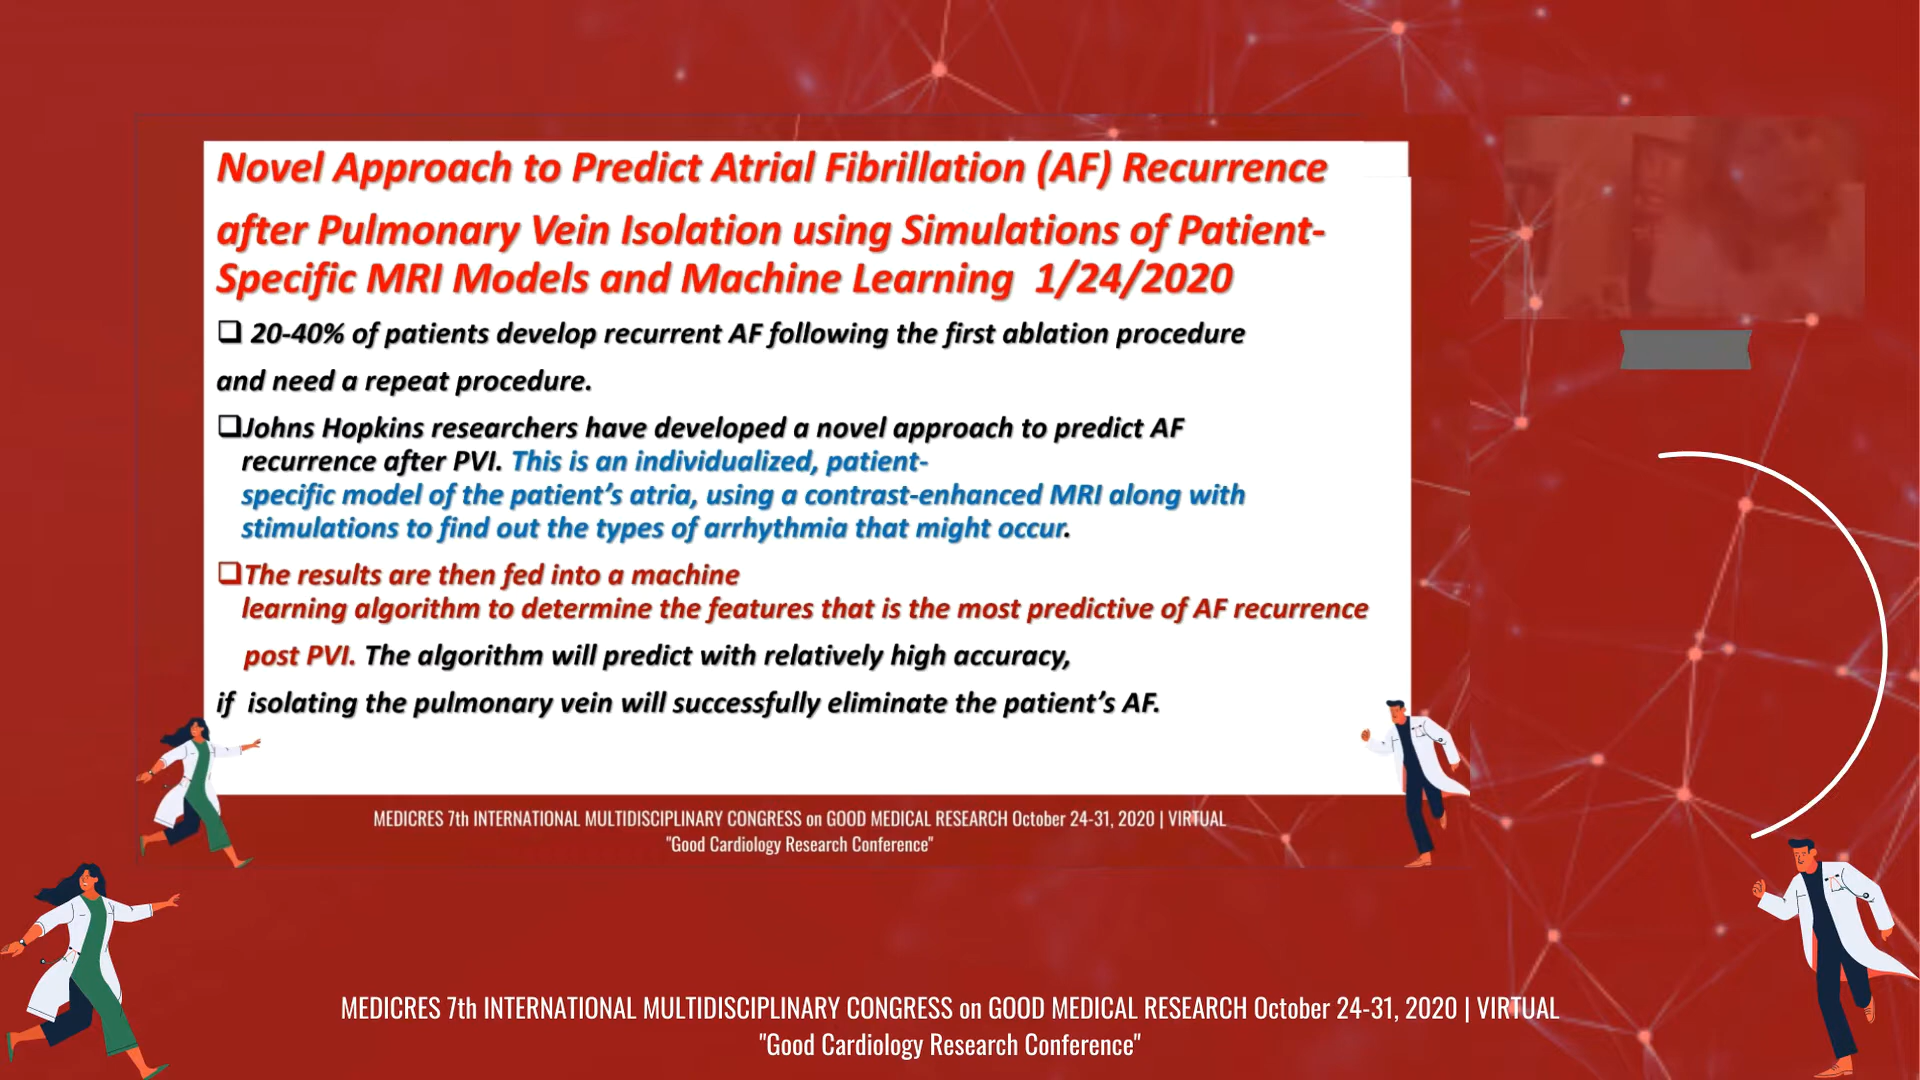 Novel Approach to Predict Atrial Fibrillation (AF) Recurrence
after Pulmonary Vein Isolation using Simulations of Patient-
Specific MRI Models and Machine Learning 1/24/2020
❑ 20-40% of patients develop recurrent AF following the first ablation procedure
and need a repeat procedure.
❑Johns Hopkins researchers have developed a novel approach to predict AF
recurrence after PVI. This is an individualized, patient-
specific model of the patient’s atria, using a contrast-enhanced MRI along with
stimulations to find out the types of arrhythmia that might occur.
❑The results are then fed into a machine
learning algorithm to determine the features that is the most predictive of AF recurrence
post PVI. The algorithm will predict with relatively high accuracy,
if isolating the pulmonary vein will successfully eliminate the patient’s AF.
MEDICRES 7th INTERNATIONAL MULTIDISCIPLINARY CONGRESS on GOOD MEDICAL RESEARCH October 24-31, 2020 | VIRTUAL
"Good Cardiology Research Conference"
MEDICRES 7th INTERNATIONAL MULTIDISCIPLINARY CONGRESS on GOOD MEDICAL RESEARCH October 24-31, 2020 | VIRTUAL
"Good Cardiology Research Conference"